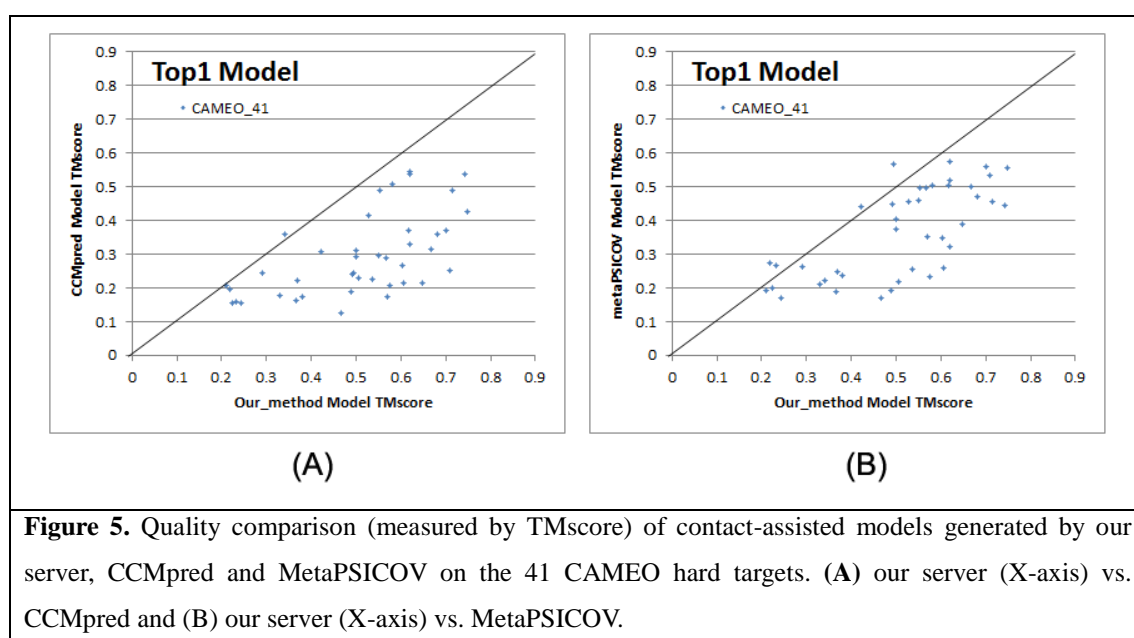 Top1 Model
CAMEO_41
CCMpred Model TMscore
0.9
0.8
0.7
0.6
0.5
0.4
0.3
0.2
0.1
0
0 0.1 0.2 0.3 0.4 0.5 0.6 0.7 0.8 0.9
Our_method Model TMscore
(A)
Top1 Model
CAMEO_41
metaPSICOV Model TMscore
0.9
0.8
0.7
0.6
0.5
0.4
0.3
0.2
0.1
0
0 0.1 0.2 0.3 0.4 0.5 0.6 0.7 0.8 0.9
Our_method Model TMscore
(B)
Figure 5. Quality comparison (measured by TMscore) of contact-assisted models generated by our
server, CCMpred and MetaPSICOV on the 41 CAMEO hard targets. (A) our server (X-axis) vs.
CCMpred and (B) our server (X-axis) vs. MetaPSICOV.